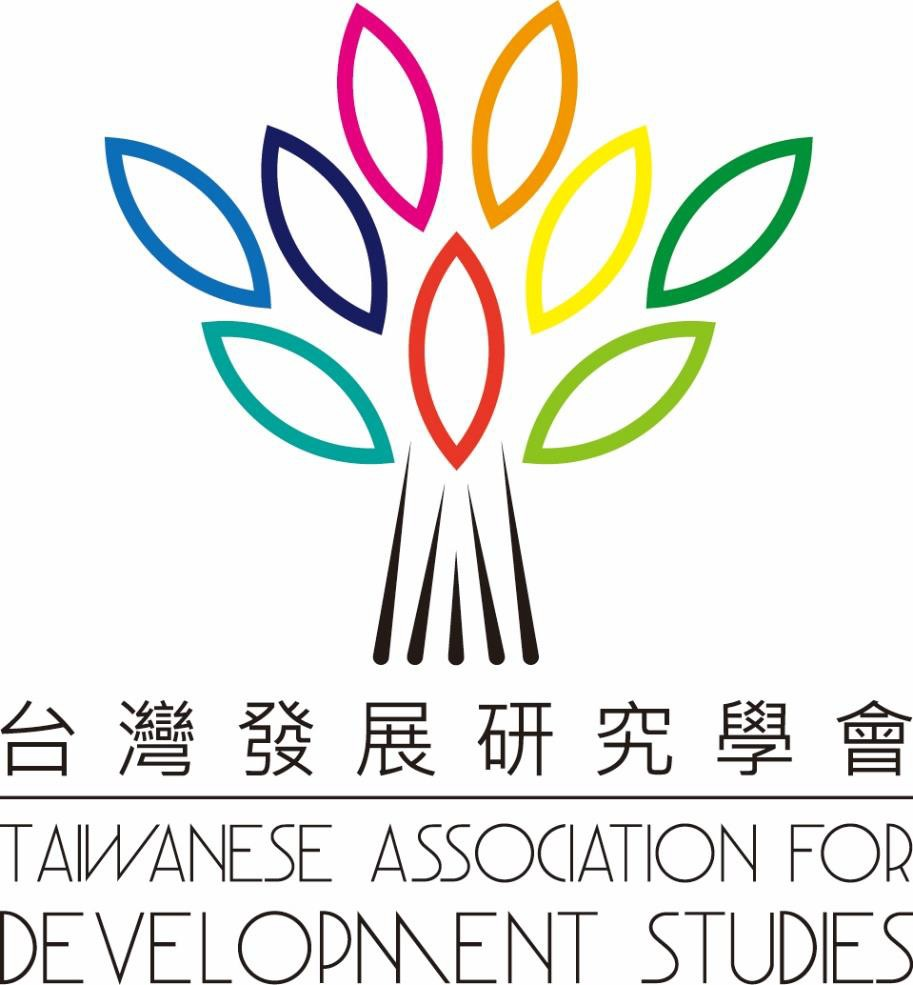 台灣發展研究學會
TAIWANESE ASSOCIATION FOR
DEVELOPMENT STUDIES